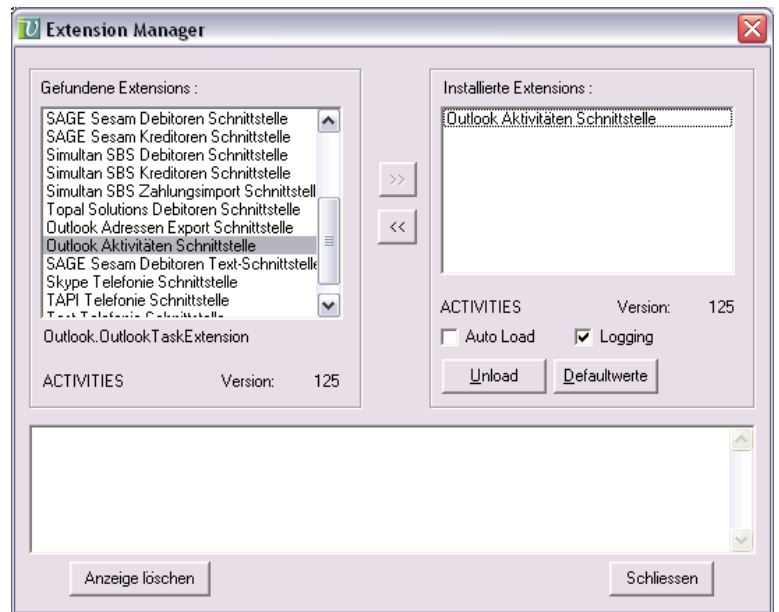 Extension Manager
Gefundene Extensions :
SAGE Sesam Debitoren Schnittstelle
SAGE Sesam Kreditoren Schnittstelle
Simultan SBS Debitoren Schnittstelle
Simultan SBS Kreditoren Schnittstelle
Simultan SBS Zahlungsimport Schnittstell
Topal Solutions Debitoren Schnittstelle
Outlook Adressen Export Schnittstelle
Outlook Aktivitäten Schnittstelle
SAGE Sesam Debitoren Text-Schnittstelle
Skype Telefonie Schnittstelle
TAPI Telefonie Schnittstelle
Outlook.OutlookTaskExtension
ACTIVITIES Version: 125
>>
<<
Installierte Extensions :
Outlook Aktivitäten Schnittstelle
ACTIVITIES Version: 125
Auto Load Logging
Unload Defaultwerte
Anzeige löschen Schliessen